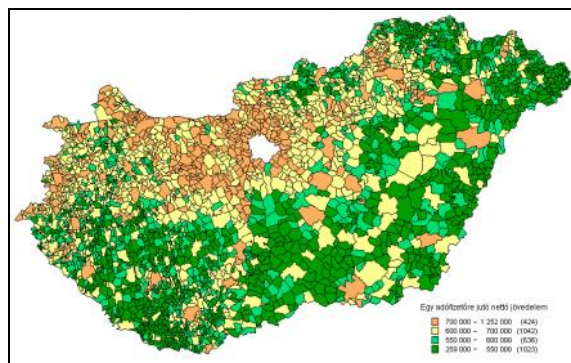 Egy adófizetőre jutó nettó jövedelem
700 000 - 1 252 000 (424)
600 000 - 700 000 (1042)
550 000 - 600 000 (636)
259 000 - 550 000 (1023)